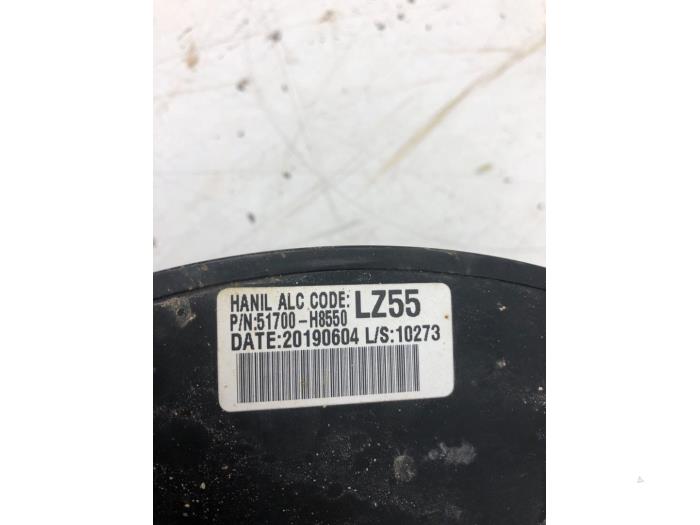 HANIL ALC CODE: LZ55
P/N:51700-H8550
DATE:20190604 L/S:10273